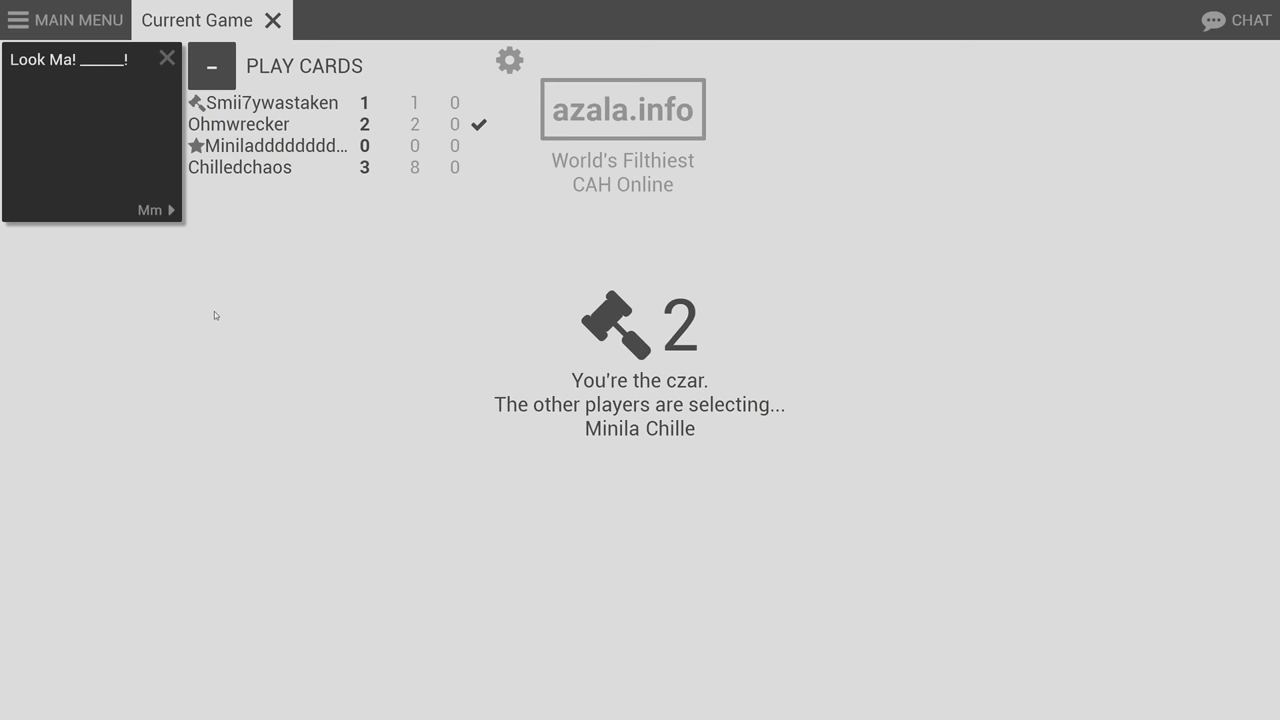 MAIN MENU
Current Game
CHAT
Look Ma! ______!
Mm
-
PLAY CARDS
Smii7ywastaken 1 1 0
Ohmwrecker 2 2 0
Miniladddddddd... 0 0 0
Chilledchaos 3 8 0
azala.info
World's Filthiest
CAH Online
2
You're the czar.
The other players are selecting...
Minila Chille